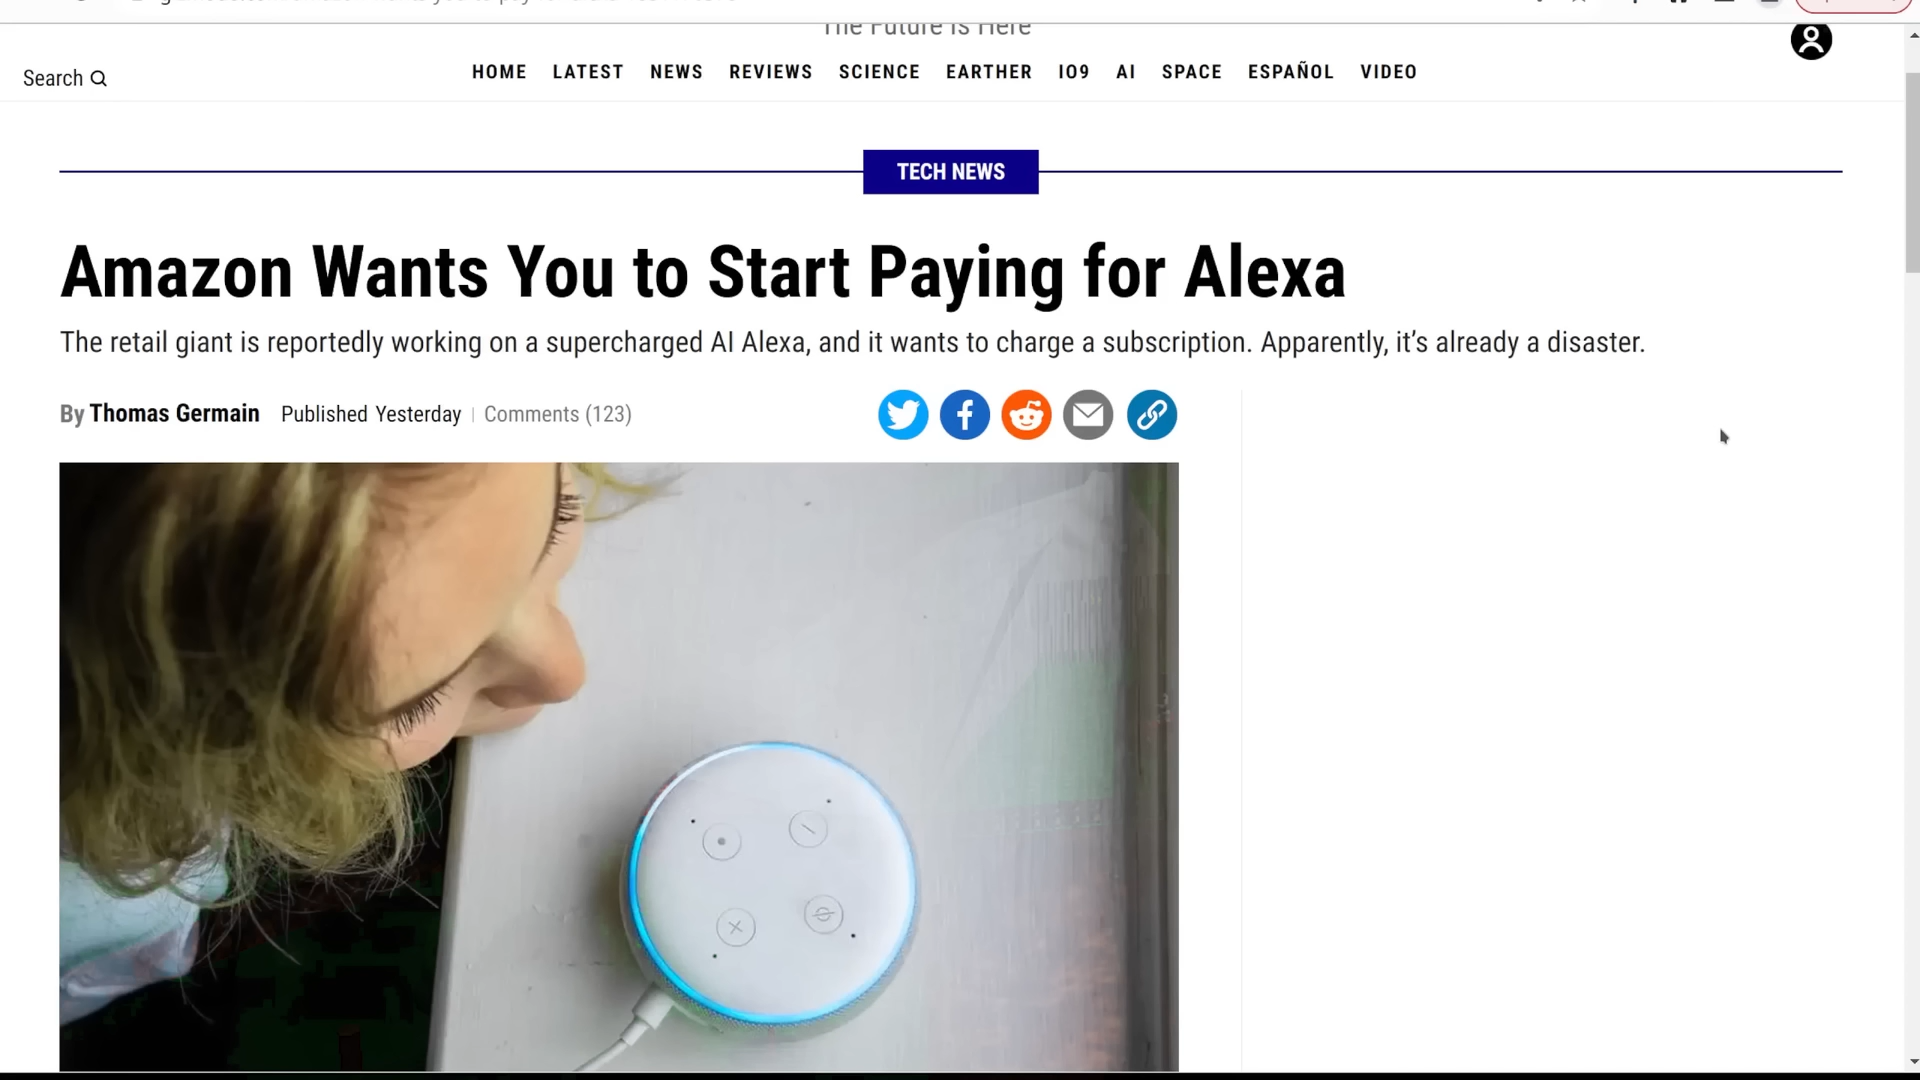 The Future Is Here
Search
HOME LATEST NEWS REVIEWS SCIENCE EARTHER IO9 AI SPACE ESPAÑOL VIDEO
TECH NEWS
Amazon Wants You to Start Paying for Alexa
The retail giant is reportedly working on a supercharged AI Alexa, and it wants to charge a subscription. Apparently, it’s already a disaster.
By Thomas Germain Published Yesterday | Comments (123)